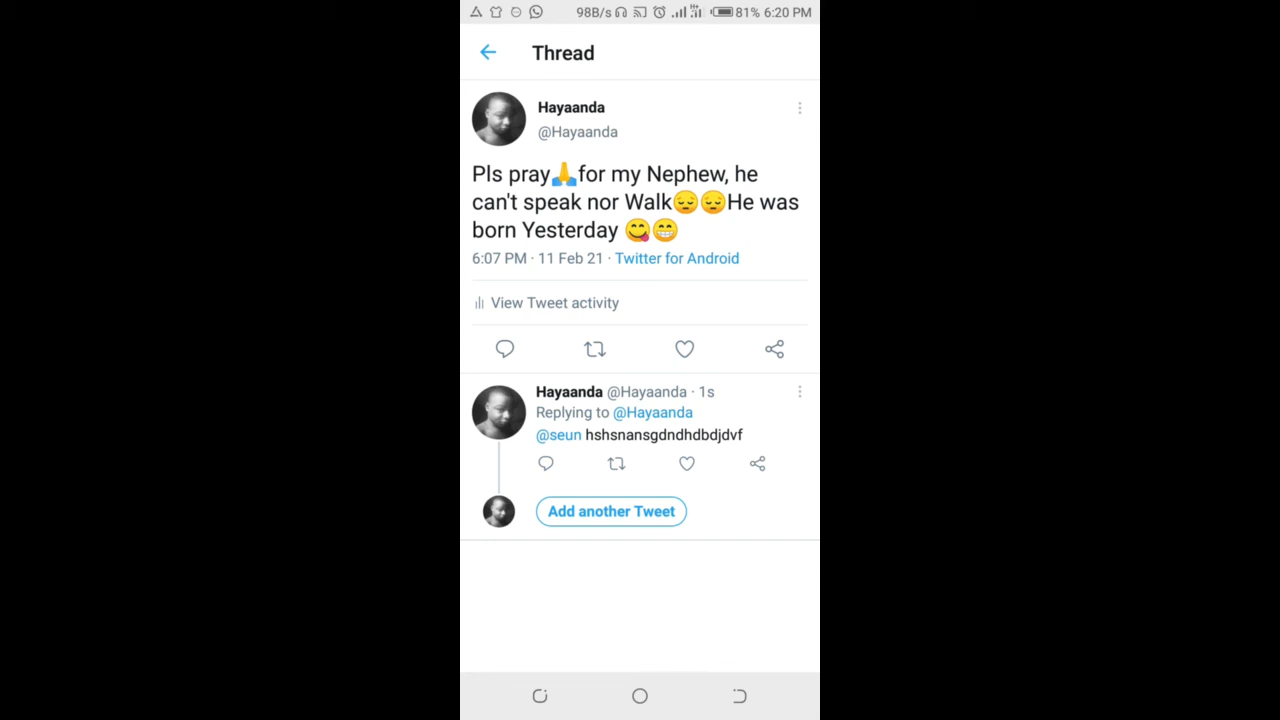 98B/s 81% 6:20 PM
Thread
Hayaanda
@Hayaanda
Pls pray🙏for my Nephew, he
can't speak nor Walk😔😔He was
born Yesterday 😋😁
6:07 PM · 11 Feb 21 · Twitter for Android
View Tweet activity
Hayaanda @Hayaanda · 1s
Replying to @Hayaanda
@seun hshsnansgdndhdbdjdvf
Add another Tweet